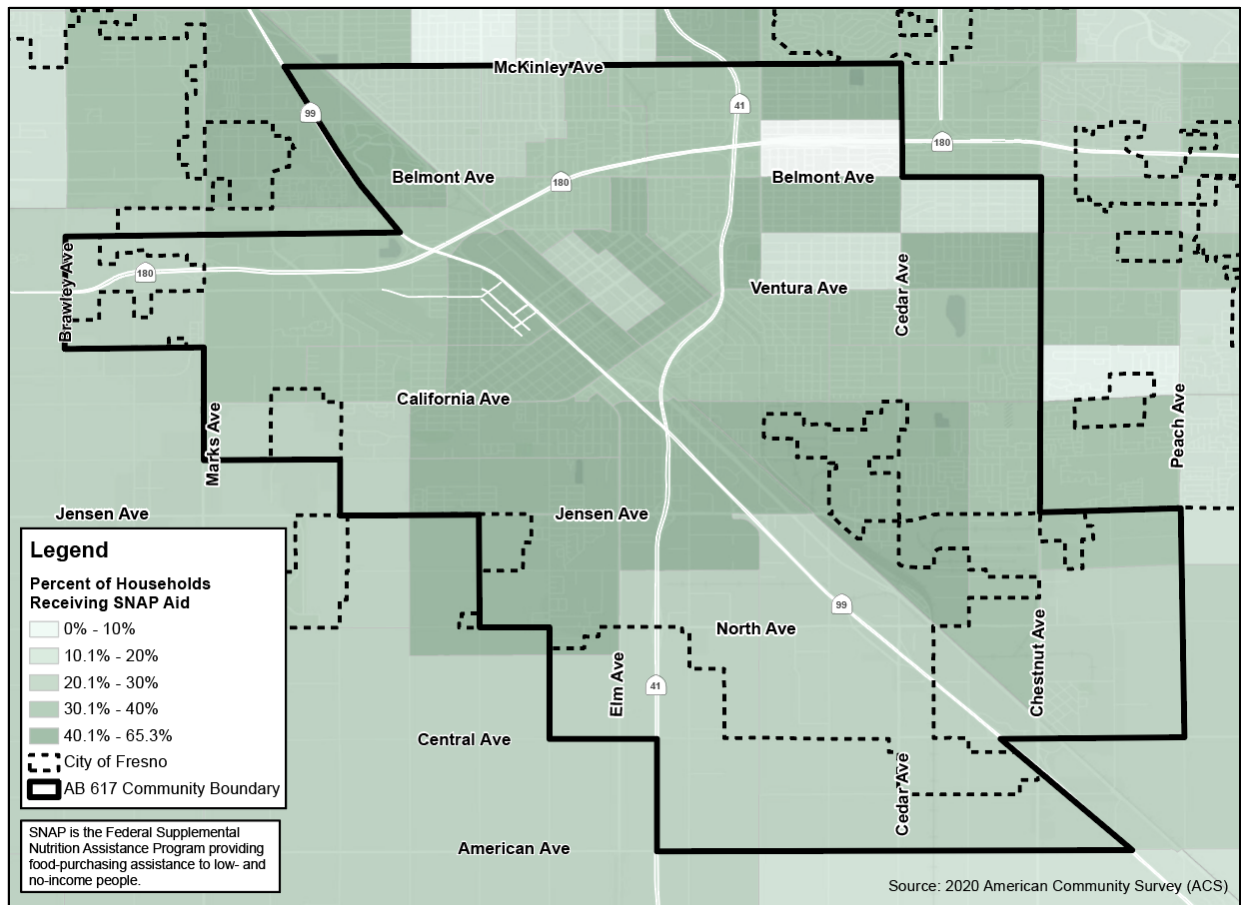 McKinley Ave
99
41
180
180
Belmont Ave
Belmont Ave
180
Brawley Ave
180
Ventura Ave
Cedar Ave
California Ave
Marks Ave
Peach Ave
Jensen Ave
Jensen Ave
Legend
Percent of Households
Receiving SNAP Aid
0% - 10%
10.1% - 20%
20.1% - 30%
30.1% - 40%
40.1% - 65.3%
City of Fresno
AB 617 Community Boundary
99
North Ave
Chestnut Ave
Elm Ave
41
Central Ave
Cedar Ave
American Ave
SNAP is the Federal Supplemental
Nutrition Assistance Program providing
food-purchasing assistance to low- and
no-income people.
Source: 2020 American Community Survey (ACS)